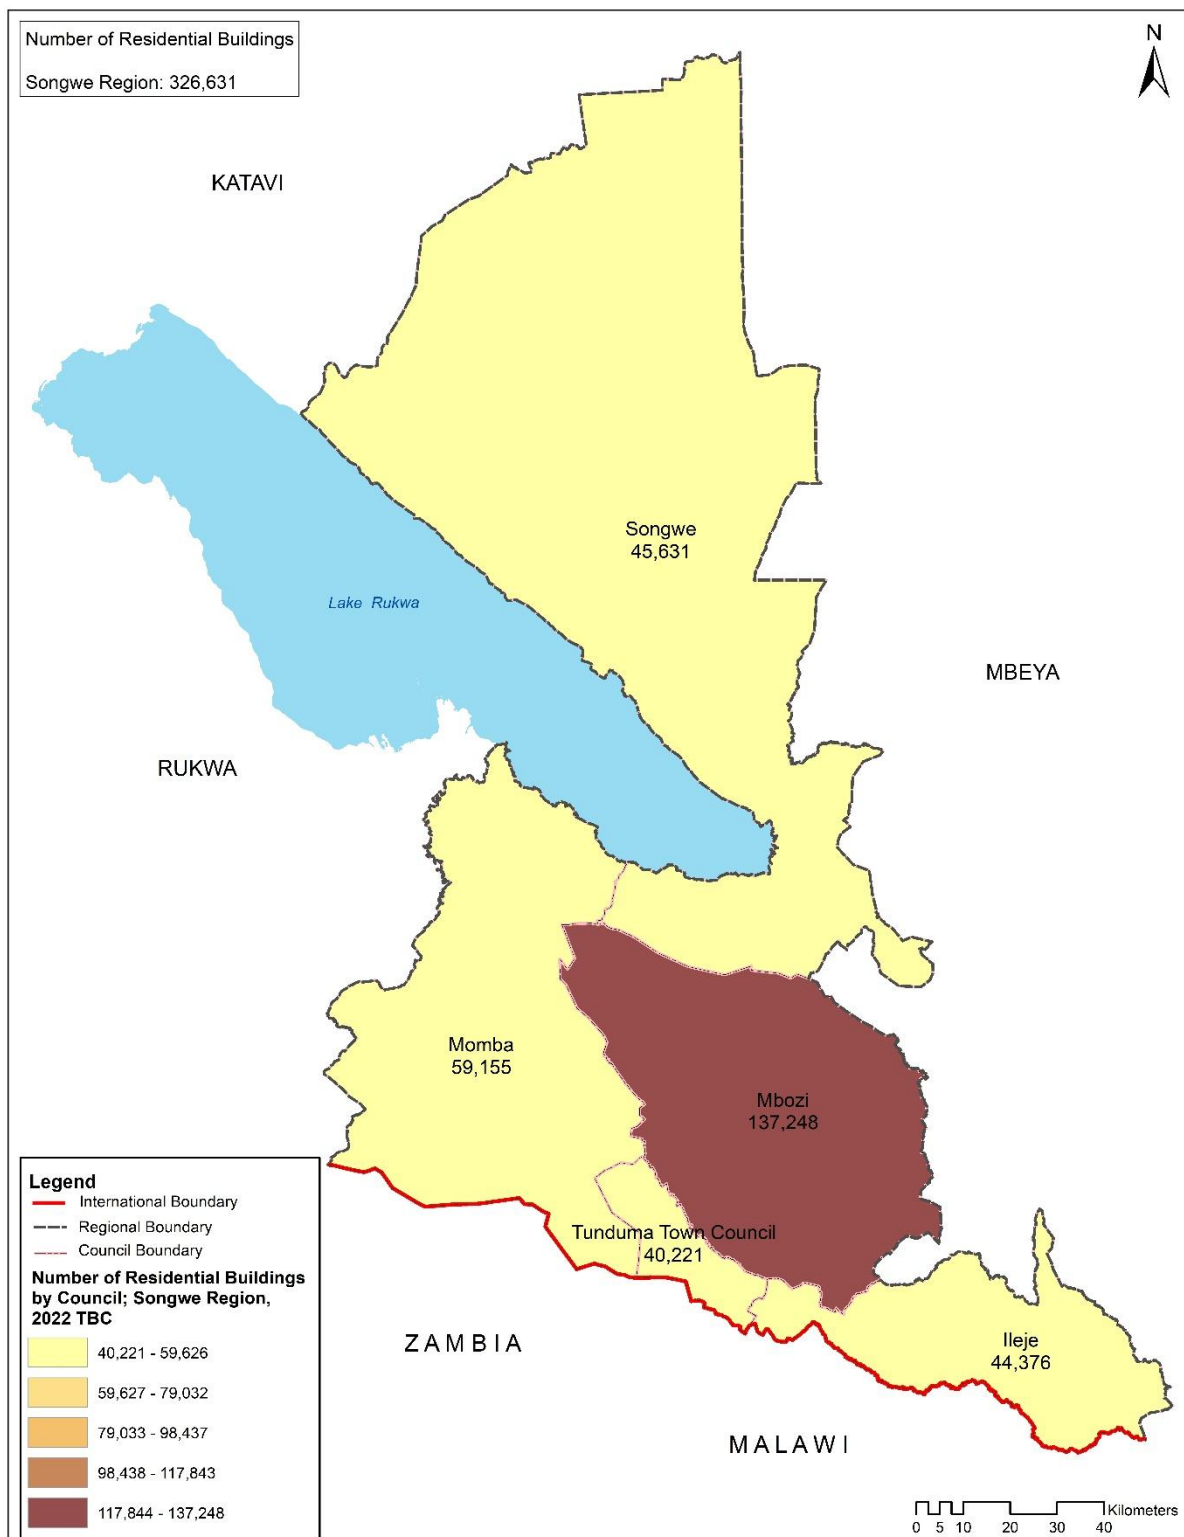 Number of Residential Buildings
Songwe Region: 326,631
N
KATAVI
Songwe
45,631
Lake Rukwa
MBEYA
RUKWA
Momba
59,155
Mbozi
137,248
Tunduma Town Council
40,221
ZAMBIA
Ileje
44,376
MALAWI
Legend
International Boundary
Regional Boundary
Council Boundary
Number of Residential Buildings
by Council; Songwe Region,
2022 TBC
40,221 - 59,626
59,627 - 79,032
79,033 - 98,437
98,438 - 117,843
117,844 - 137,248
Kilometers
0 5 10 20 30 40